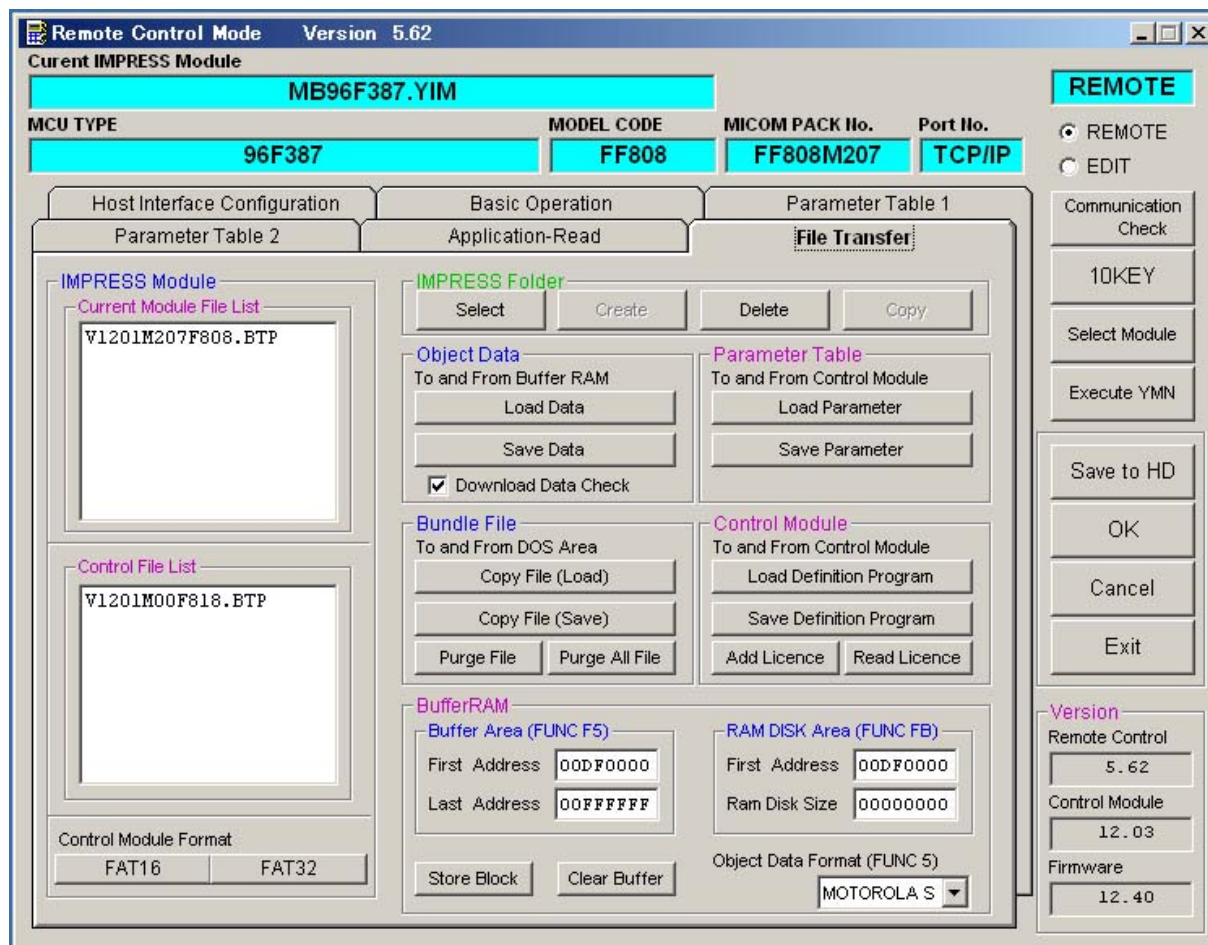 Remote Control Mode Version 5.62
Curent IMPRESS Module
MB96F387.YIM
MCU TYPE MODEL CODE MICOM PACK No. Port No.
96F387 FF808 FF808M207 TCP/IP
REMOTE
REMOTE
EDIT
Host Interface Configuration Basic Operation Parameter Table 1
Parameter Table 2 Application-Read File Transfer
IMPRESS Module
Current Module File List
V1201M207F808.BTP
Control File List
V1201M00F818.BTP
Control Module Format
FAT16 FAT32
IMPRESS Folder
Select Create Delete Copy
Object Data
To and From Buffer RAM
Load Data
Save Data
Download Data Check
Parameter Table
To and From Control Module
Load Parameter
Save Parameter
Bundle File
To and From DOS Area
Copy File (Load)
Copy File (Save)
Purge File Purge All File
Control Module
To and From Control Module
Load Definition Program
Save Definition Program
Add Licence Read Licence
BufferRAM
Buffer Area (FUNC F5)
First Address 00DF0000
Last Address 00FFFFFF
RAM DISK Area (FUNC FB)
First Address 00DF0000
Ram Disk Size 00000000
Store Block Clear Buffer
Object Data Format (FUNC 5)
MOTOROLA S
Communication
Check
10KEY
Select Module
Execute YMN
Save to HD
OK
Cancel
Exit
Version
Remote Control
5.62
Control Module
12.03
Firmware
12.40